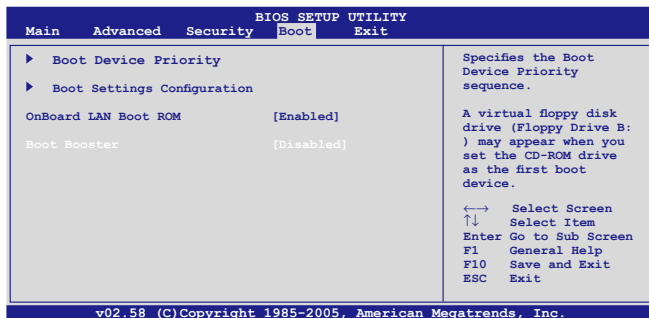 BIOS SETUP UTILITY
Main Advanced Security Boot Exit
Boot Device Priority
Boot Settings Configuration
OnBoard LAN Boot ROM [Enabled]
Boot Booster [Disabled]
Specifies the Boot
Device Priority
sequence.
A virtual floppy disk
drive (Floppy Drive B:
) may appear when you
set the CD-ROM drive
as the first boot
device.
←→ Select Screen
↑↓ Select Item
Enter Go to Sub Screen
F1 General Help
F10 Save and Exit
ESC Exit
v02.58 (C)Copyright 1985-2005, American Megatrends, Inc.